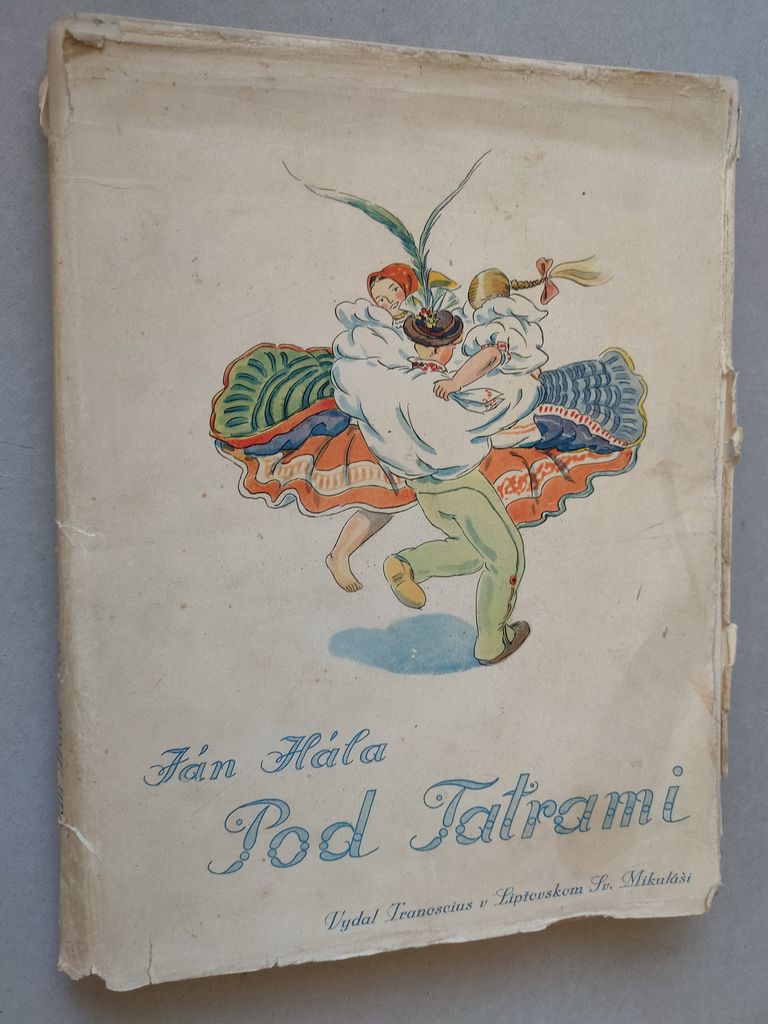 Ján Hála
Pod Tatrami
Vydal Tranoscius v Liptovskom Sv. Mikuláši